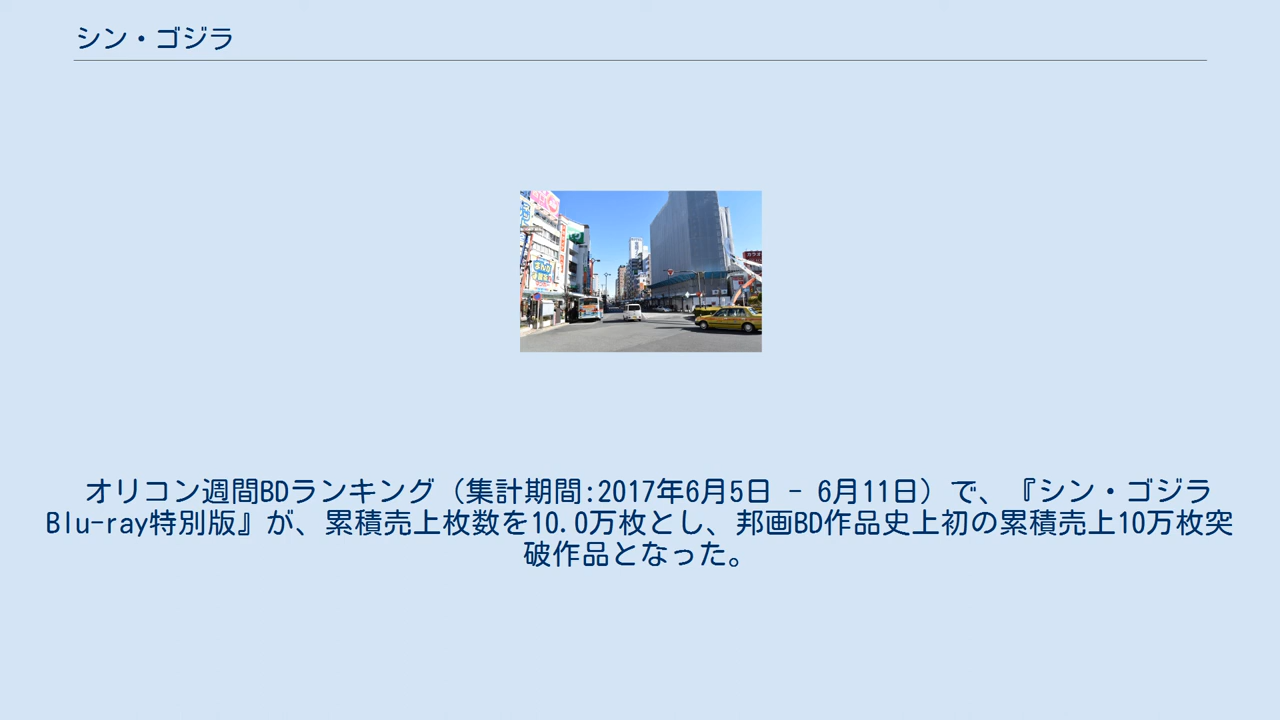 シン・ゴジラ
オリコン週間BDランキング（集計期間:2017年6月5日 - 6月11日）で、『シン・ゴジラ
Blu-ray特別版』が、累積売上枚数を10.0万枚とし、邦画BD作品史上初の累積売上10万枚突
破作品となった。